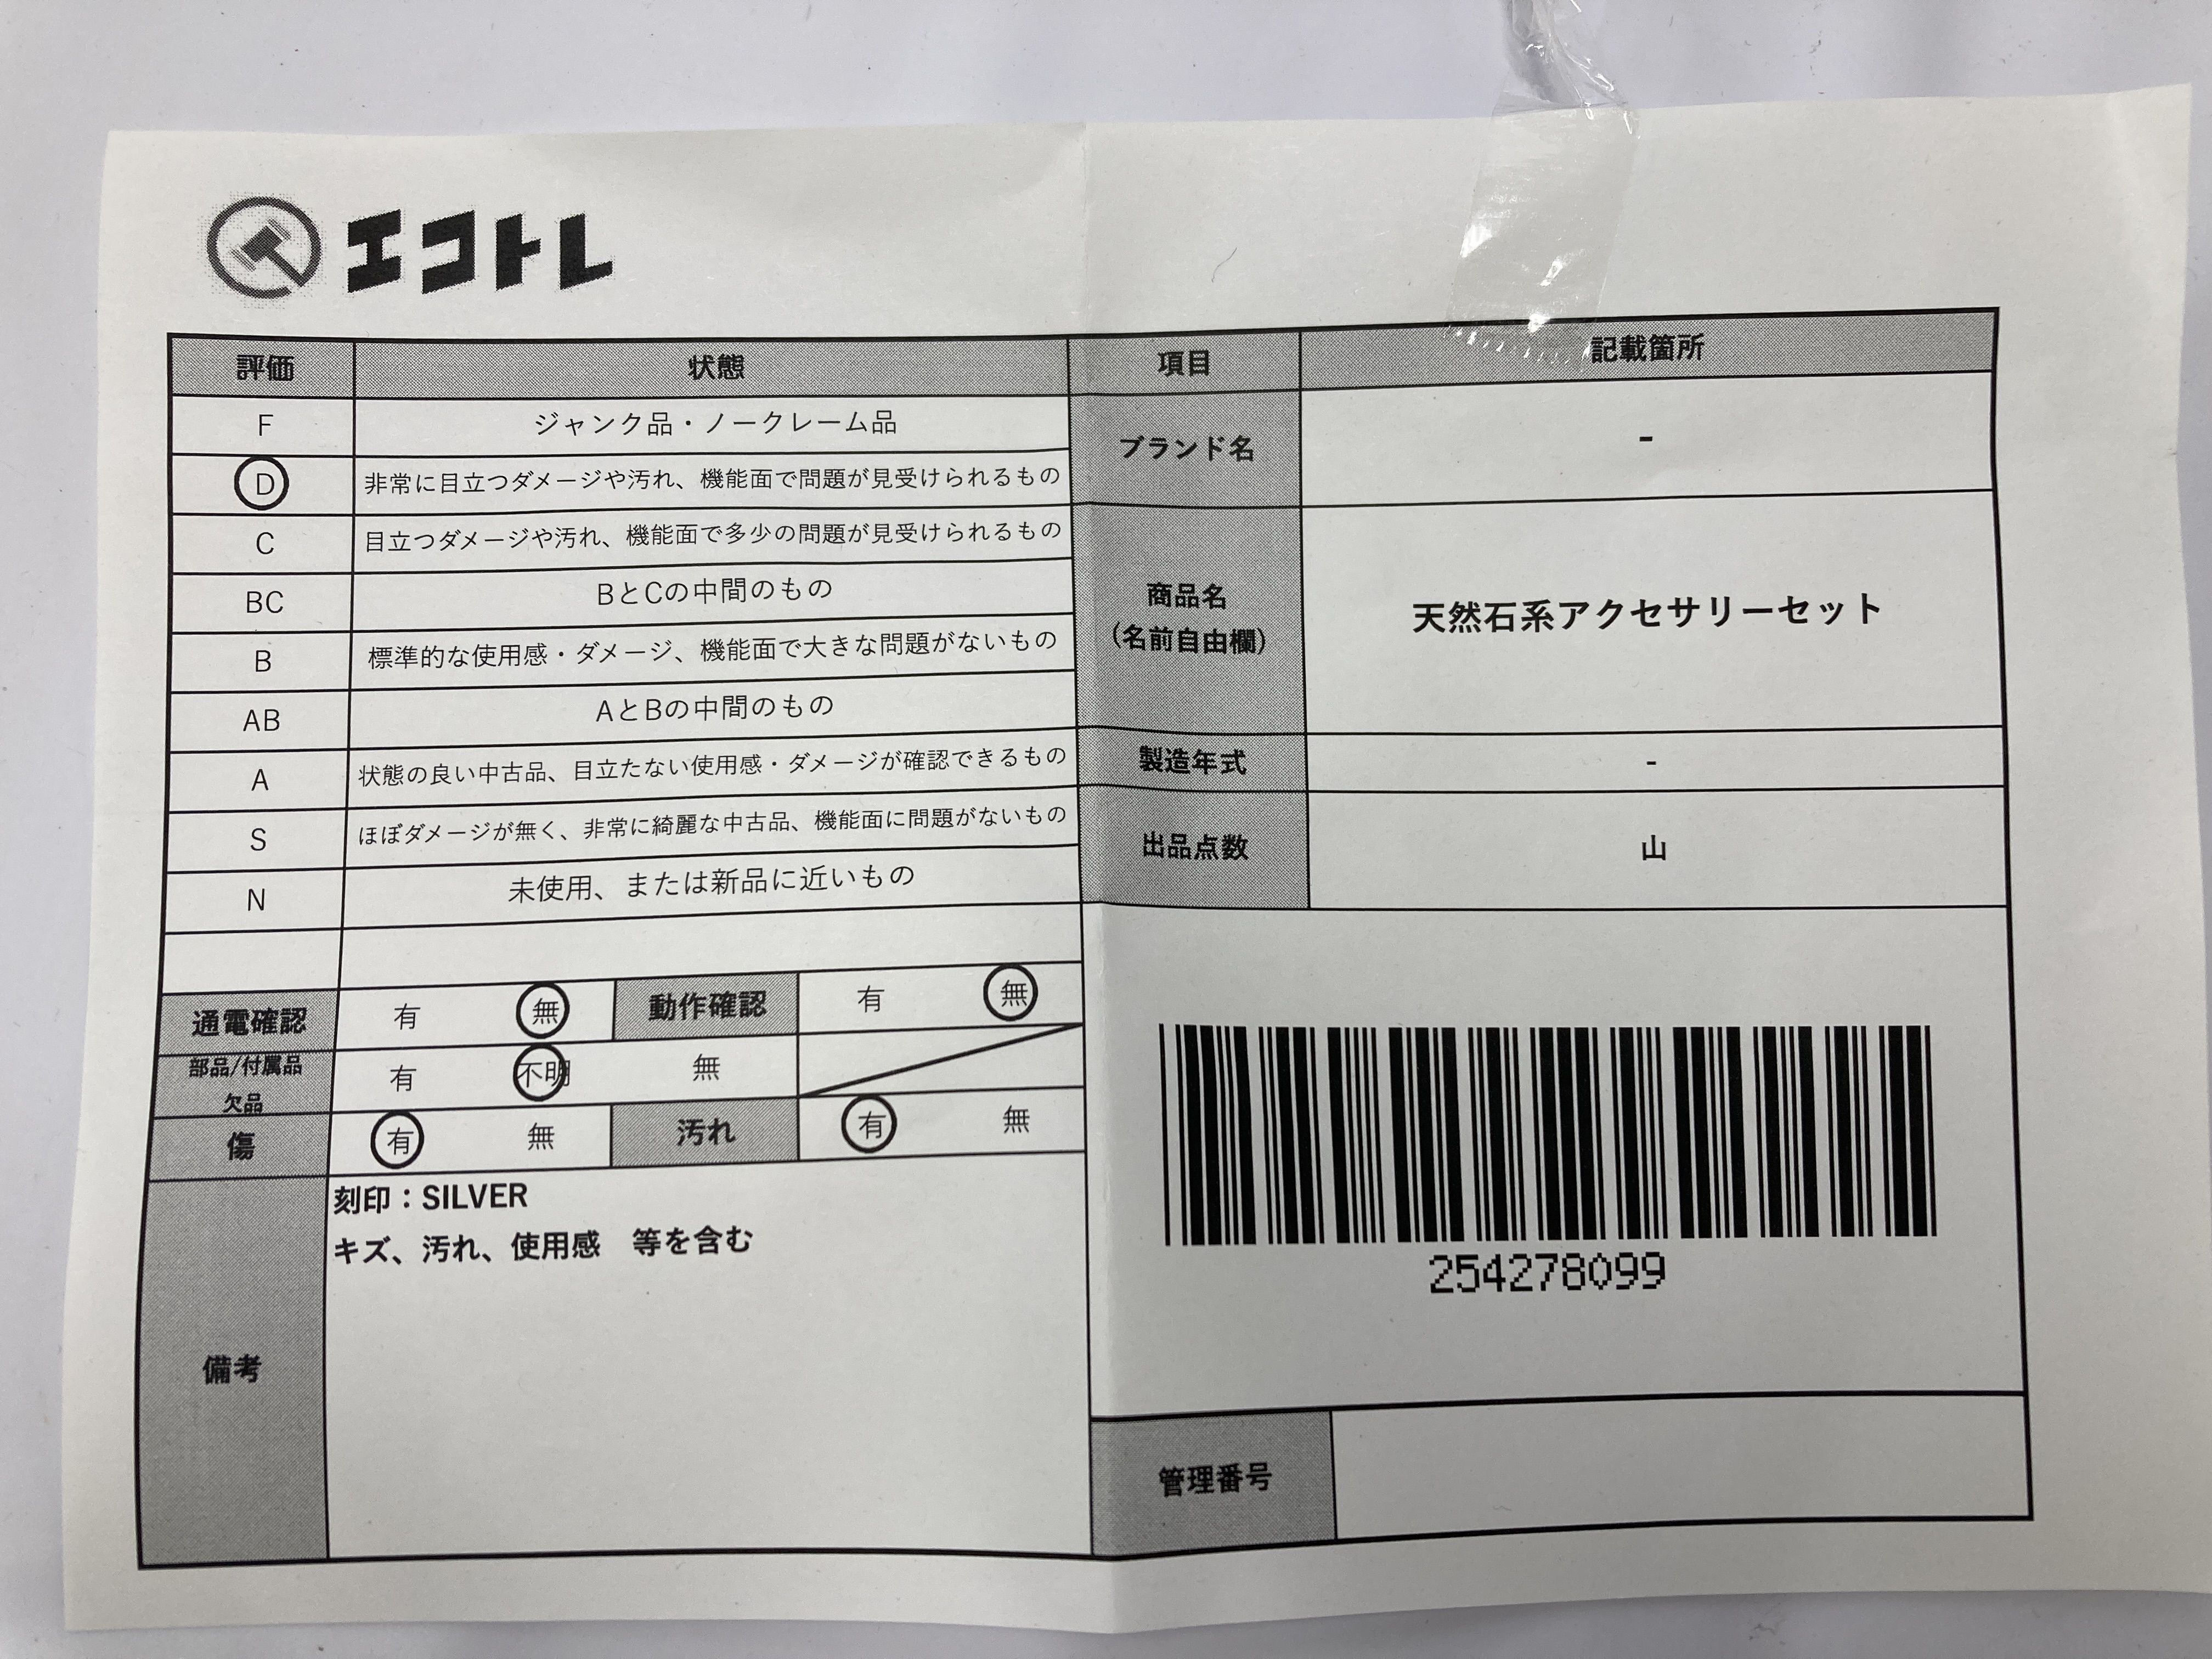 エコトレ
評価 状態 項目 記載箇所
F ジャンク品・ノークレーム品
D 非常に目立つダメージや汚れ、機能面で問題が見受けられるもの
ブランド名 -
C 目立つダメージや汚れ、機能面で多少の問題が見受けられるもの
BC BとCの中間のもの
商品名
(名前自由欄)
天然石系アクセサリーセット
B 標準的な使用感・ダメージ、機能面で大きな問題がないもの
AB AとBの中間のもの
A 状態の良い中古品、目立たない使用感・ダメージが確認できるもの
製造年式 -
S ほぼダメージが無く、非常に綺麗な中古品、機能面に問題がないもの
出品点数 山
N 未使用、または新品に近いもの
通電確認 有 無 動作確認 有 無
部品/付属品
欠品
有 不明 無
傷 有 無 汚れ 有 無
備考
刻印：SILVER
キズ、汚れ、使用感　等を含む
254278099
管理番号